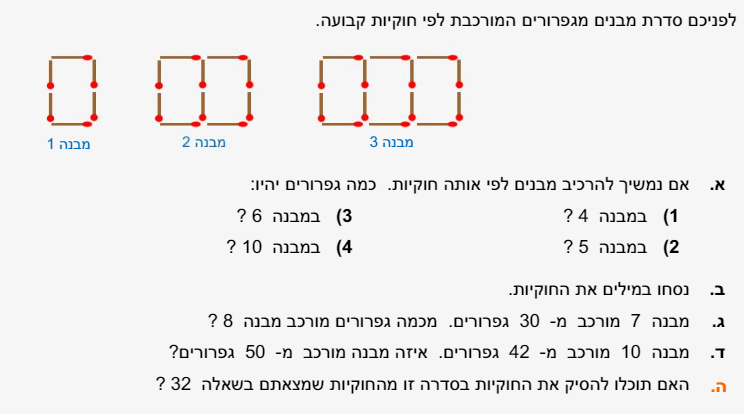 לפניכם סדרת מבנים מגפרורים המורכבת לפי חוקיות קבועה.
מבנה 1 מבנה 2 מבנה 3
א. אם נמשיך להרכיב מבנים לפי אותה חוקיות. כמה גפרורים יהיו:
1) במבנה 4 ? 3) במבנה 6 ?
2) במבנה 5 ? 4) במבנה 10 ?
ב. נסחו במילים את החוקיות.
ג. מבנה 7 מורכב מ- 30 גפרורים. מכמה גפרורים מורכב מבנה 8 ?
ד. מבנה 10 מורכב מ- 42 גפרורים. איזה מבנה מורכב מ- 50 גפרורים?
ה. האם תוכלו להסיק את החוקיות בסדרה זו מהחוקיות שמצאתם בשאלה 32 ?